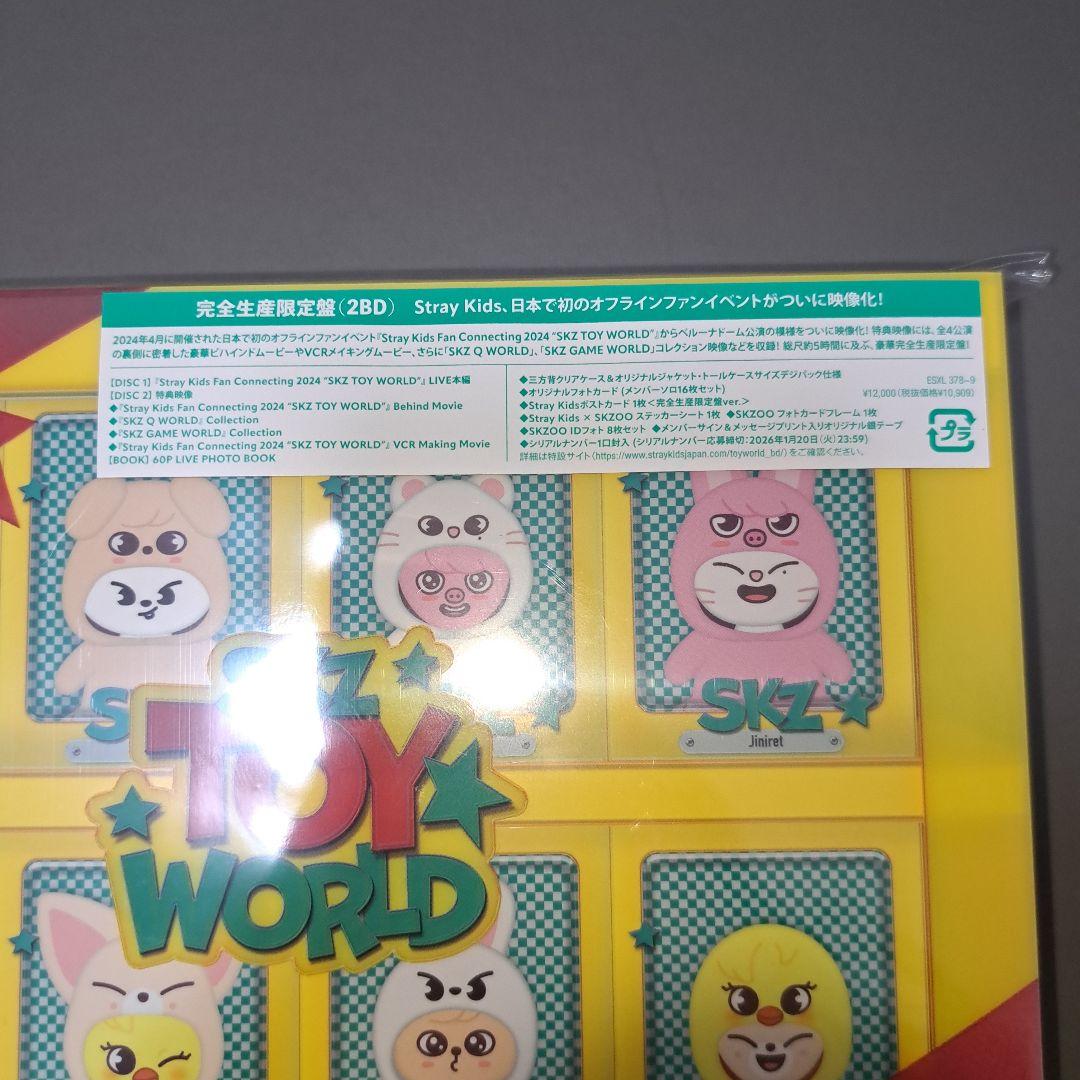 完全生産限定盤（2BD） Stray Kids、日本で初のオフラインファンイベントがついに映像化!
2024年4月に開催された日本で初のオフラインファンイベント『Stray Kids Fan Connecting 2024 “SKZ TOY WORLD”』からベルーナドーム公演の模様をついに映像化! 特典映像には、全4公演
の裏側に密着した豪華ビハインドムービーやVCRメイキングムービー、さらに「SKZ Q WORLD」、「SKZ GAME WORLD」コレクション映像などを収録! 総尺約5時間に及ぶ、豪華完全生産限定盤!
【DISC 1】『Stray Kids Fan Connecting 2024 “SKZ TOY WORLD”』 LIVE本編
【DISC 2】 特典映像
◆『Stray Kids Fan Connecting 2024 “SKZ TOY WORLD”』 Behind Movie
◆『SKZ Q WORLD』 Collection
◆『SKZ GAME WORLD』 Collection
◆『Stray Kids Fan Connecting 2024 “SKZ TOY WORLD”』 VCR Making Movie
【BOOK】 60P LIVE PHOTO BOOK
◆三方背クリアケース＆オリジナルジャケット・トールケースサイズデジパック仕様
◆オリジナルフォトカード（メンバーソロ16枚セット）
◆Stray Kidsポストカード 1枚＜完全生産限定盤ver.＞
◆Stray Kids × SKZOO ステッカーシート 1枚 ◆SKZOO フォトカードフレーム 1枚
◆SKZOO IDフォト 8枚セット ◆メンバーサイン＆メッセージプリント入りオリジナル銀テープ
◆シリアルナンバー1口封入（シリアルナンバー応募締切：2026年1月20日（火）23:59）
詳細は特設サイト（https://www.straykidsjapan.com/toyworld_bd/）をご確認ください。
ESXL 378~9
¥12,000（税抜価格¥10,909）
プラ
SKZ
Jiniret
SKZ
TOY
WORLD